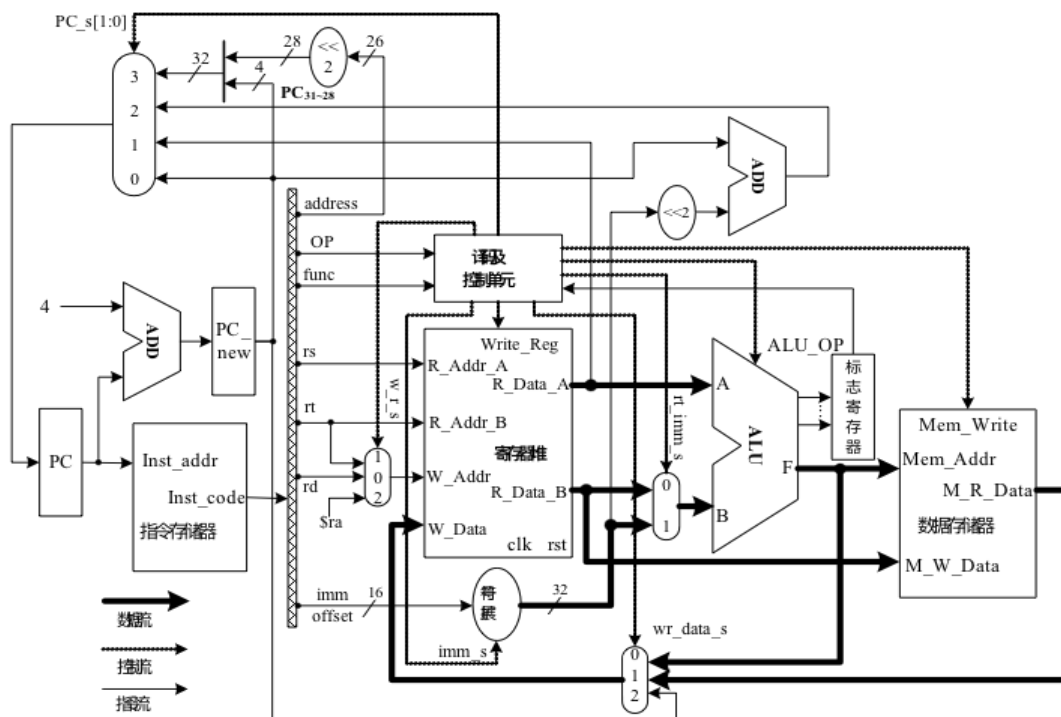 PC_s[1:0]
32
28
<<
2
26
4
PC31~28
3
2
1
0
ADD
<<2
address
OP
func
译码及
控制单元
4
ADD
PC_
new
rs
rt
rd
$ra
w_r_s
1
0
2
Write_Reg
R_Addr_A
R_Data_A
R_Addr_B
寄存器堆
W_Addr
R_Data_B
W_Data
clk rst
rt_imm_s
0
1
ALU_OP
A
ALU
F
B
标志寄存器
Mem_Write
Mem_Addr
M_R_Data
数据存储器
M_W_Data
PC
Inst_addr
Inst_code
指令存储器
imm
offset
16
32
imm_s
wr_data_s
0
1
2
数据流
控制流
指令流